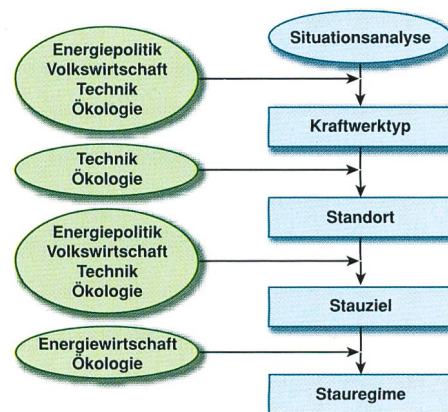 Situationsanalyse
Energiepolitik
Volkswirtschaft
Technik
Ökologie
Kraftwerktyp
Technik
Ökologie
Standort
Energiepolitik
Volkswirtschaft
Technik
Ökologie
Stauziel
Energiewirtschaft
Ökologie
Stauregime